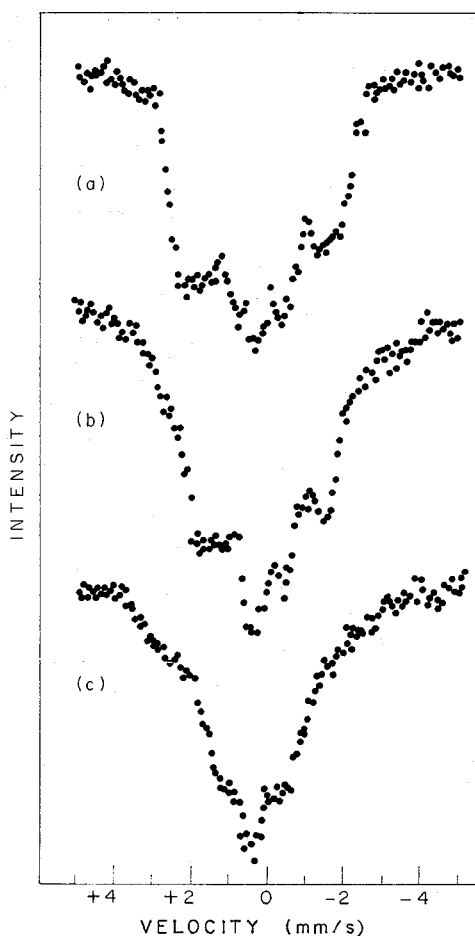 (a)
(b)
(c)
INTENSITY
+4 +2 0 -2 -4
VELOCITY (mm/s)